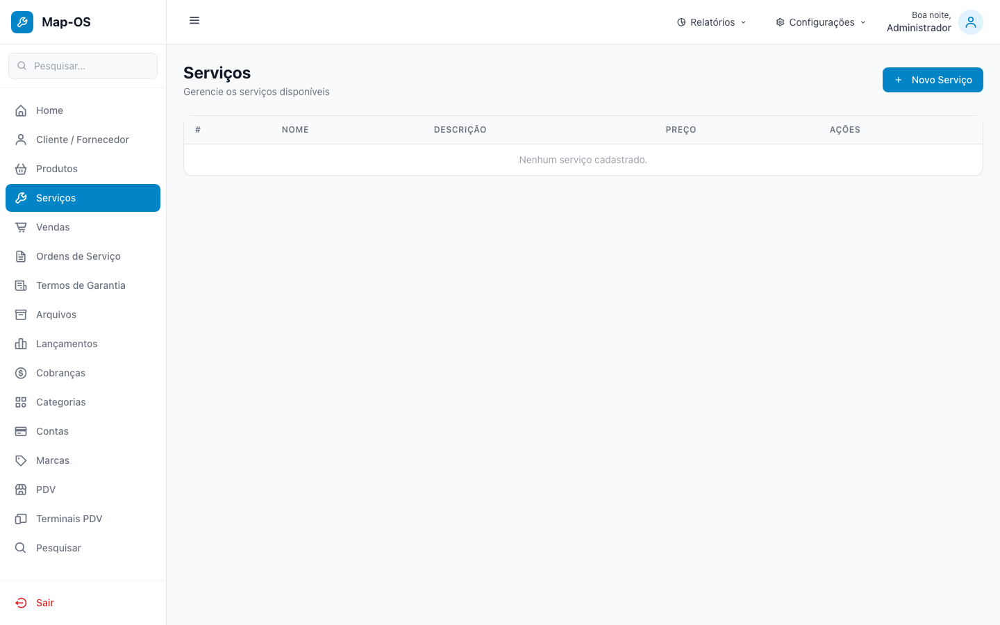 Map-OS
Relatórios
Configurações
Boa noite,
Administrador
Pesquisar...
Home
Cliente / Fornecedor
Produtos
Serviços
Vendas
Ordens de Serviço
Termos de Garantia
Arquivos
Lançamentos
Cobranças
Categorias
Contas
Marcas
PDV
Terminais PDV
Pesquisar
Sair
Serviços
Gerencie os serviços disponíveis
+ Novo Serviço
# NOME DESCRIÇÃO PREÇO AÇÕES
Nenhum serviço cadastrado.